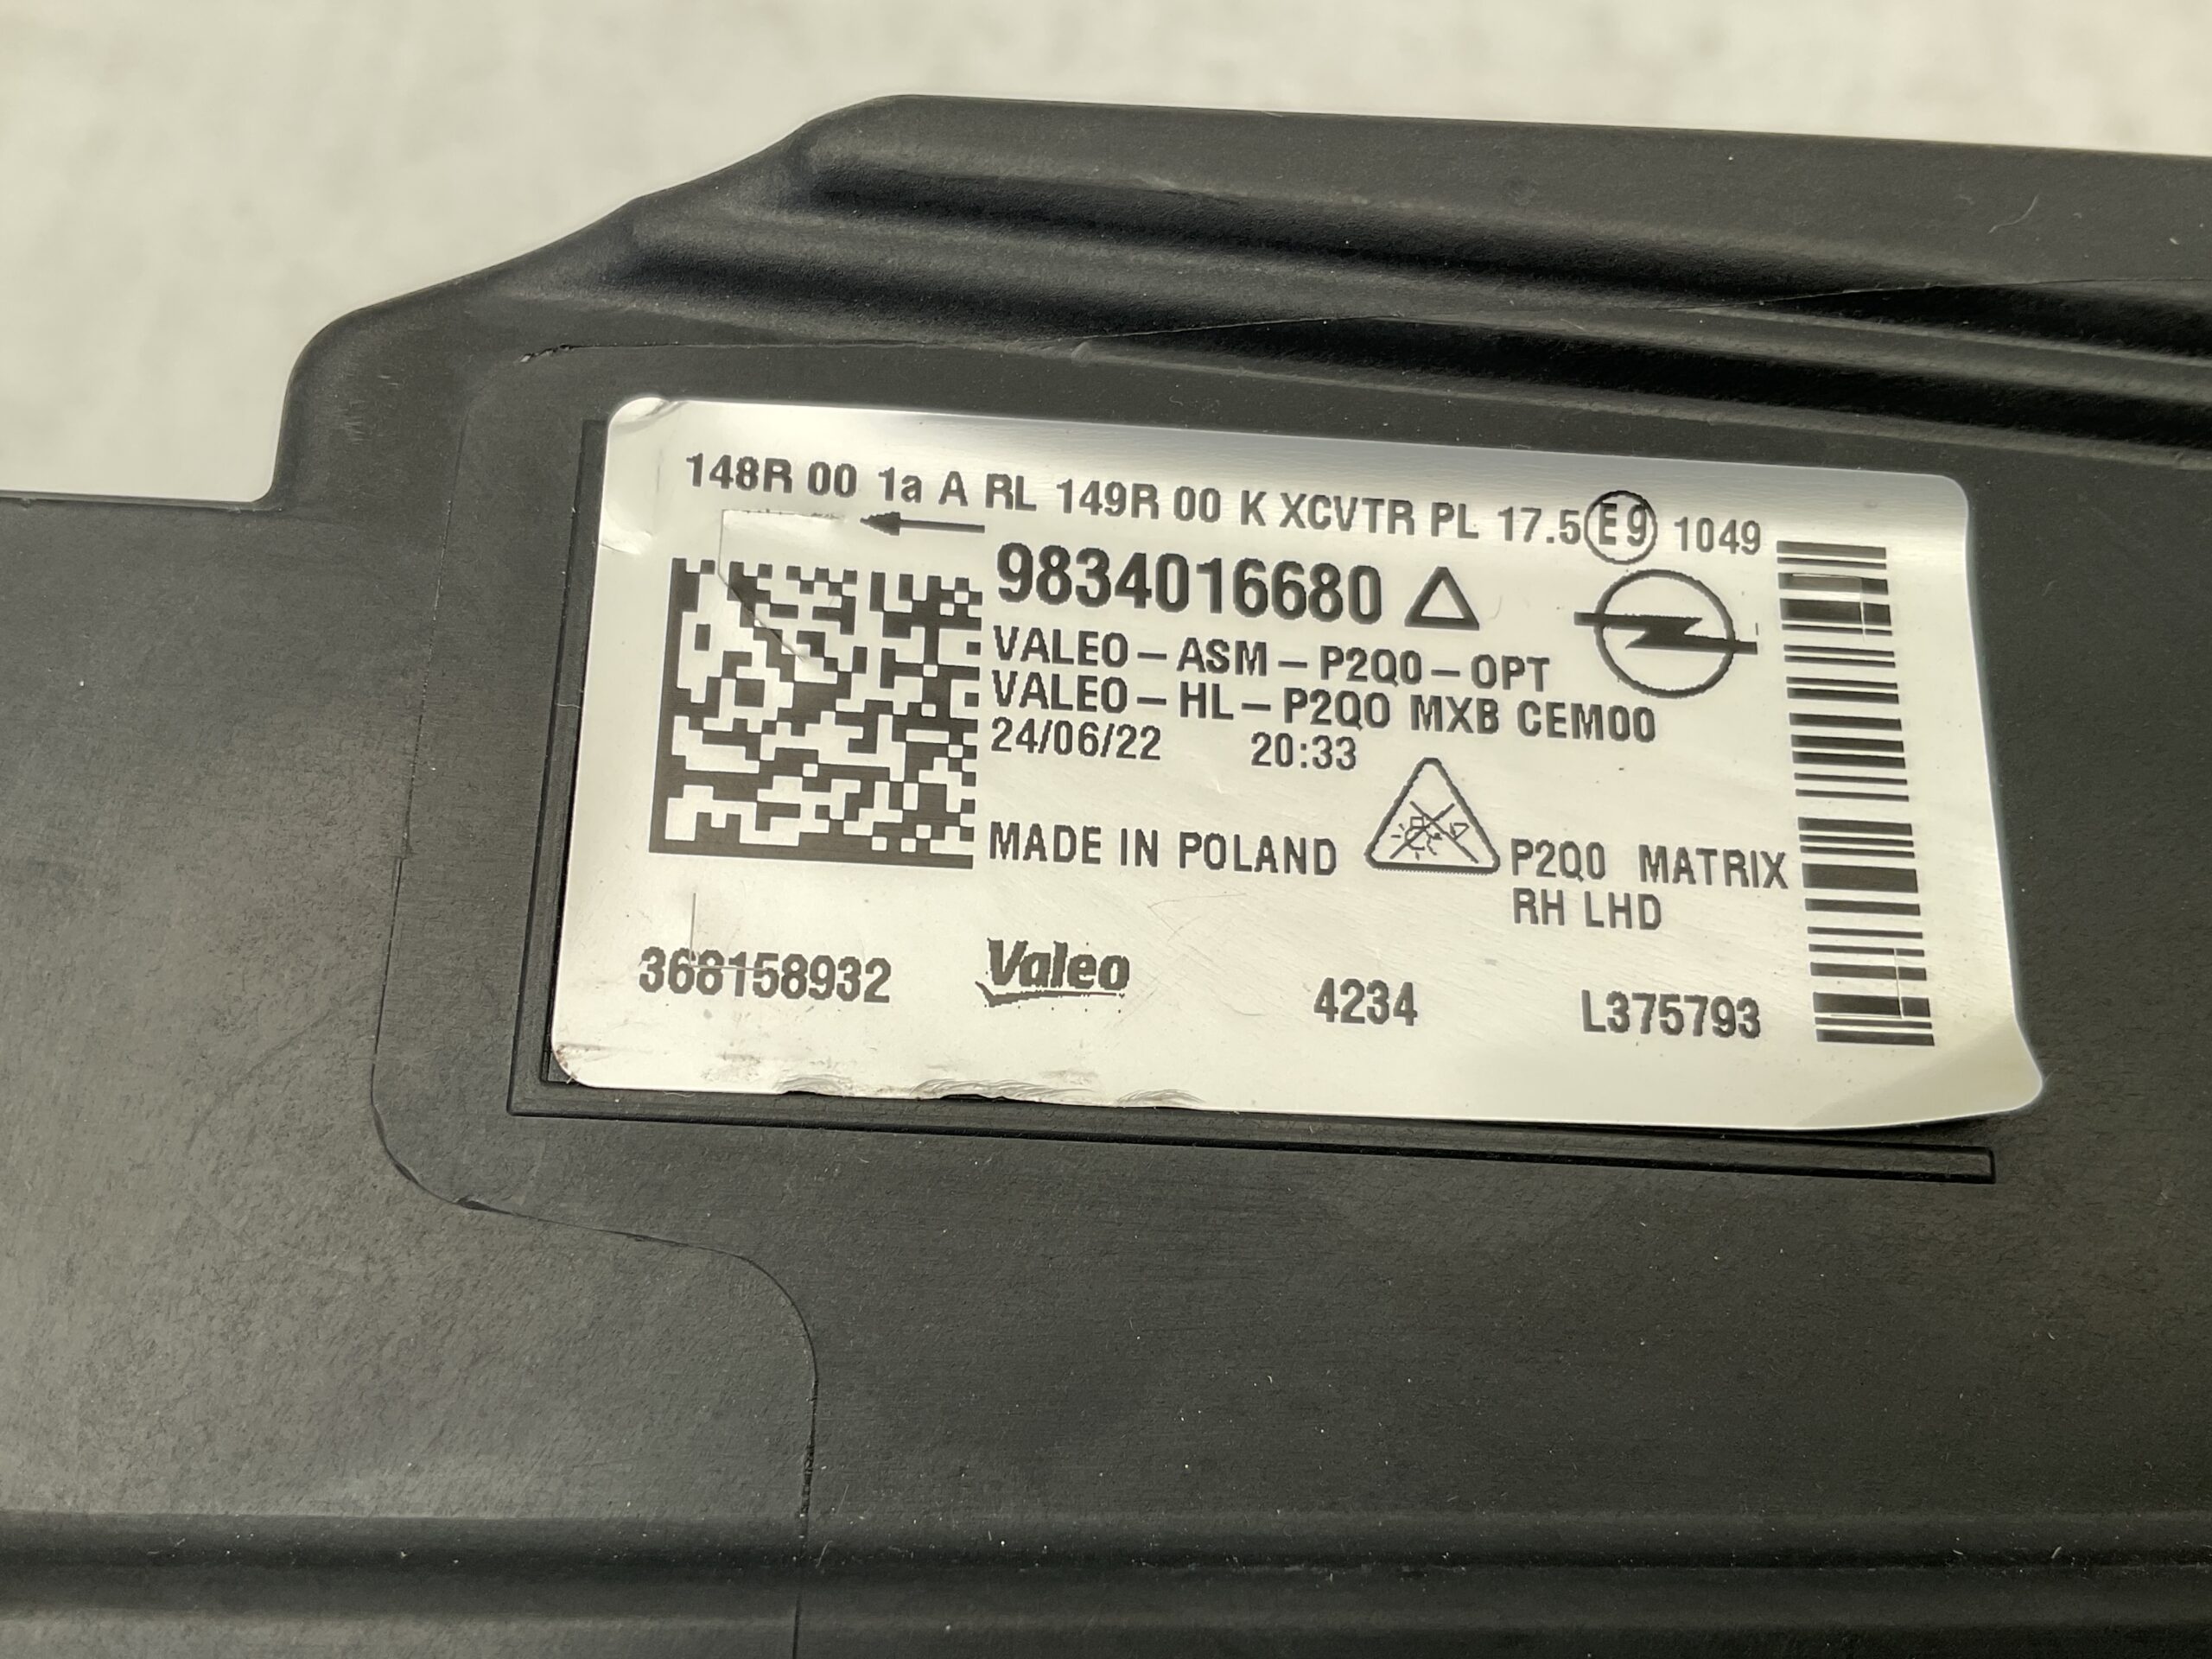 148R 00 1a A RL 149R 00 K XCVTR PL 17.5 E9 1049
9834016680
VALEO-ASM-P2Q0-OPT
VALEO-HL-P2QO MXB CEM00
24/06/22 20:33
MADE IN POLAND
P2Q0 MATRIX
RH LHD
368158932
Valeo
4234
L375793